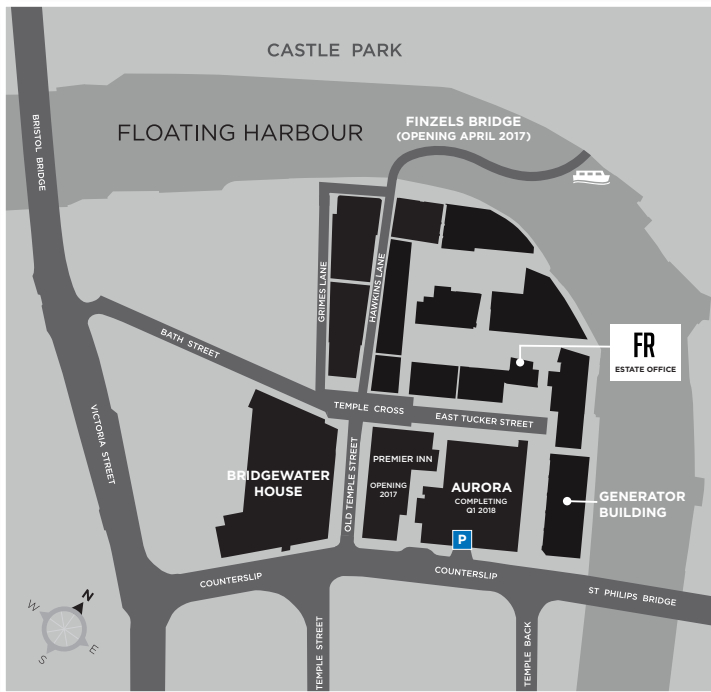 CASTLE PARK
FLOATING HARBOUR
FINZELS BRIDGE
(OPENING APRIL 2017)
BRISTOL BRIDGE
GRIMES LANE
HAWKINS LANE
BATH STREET
FR
ESTATE OFFICE
TEMPLE CROSS
EAST TUCKER STREET
VICTORIA STREET
OLD TEMPLE STREET
PREMIER INN
OPENING
2017
BRIDGEWATER
HOUSE
AURORA
COMPLETING
Q1 2018
GENERATOR
BUILDING
P
COUNTERSLIP
COUNTERSLIP
ST PHILIPS BRIDGE
TEMPLE STREET
TEMPLE BACK
N
W
E
S